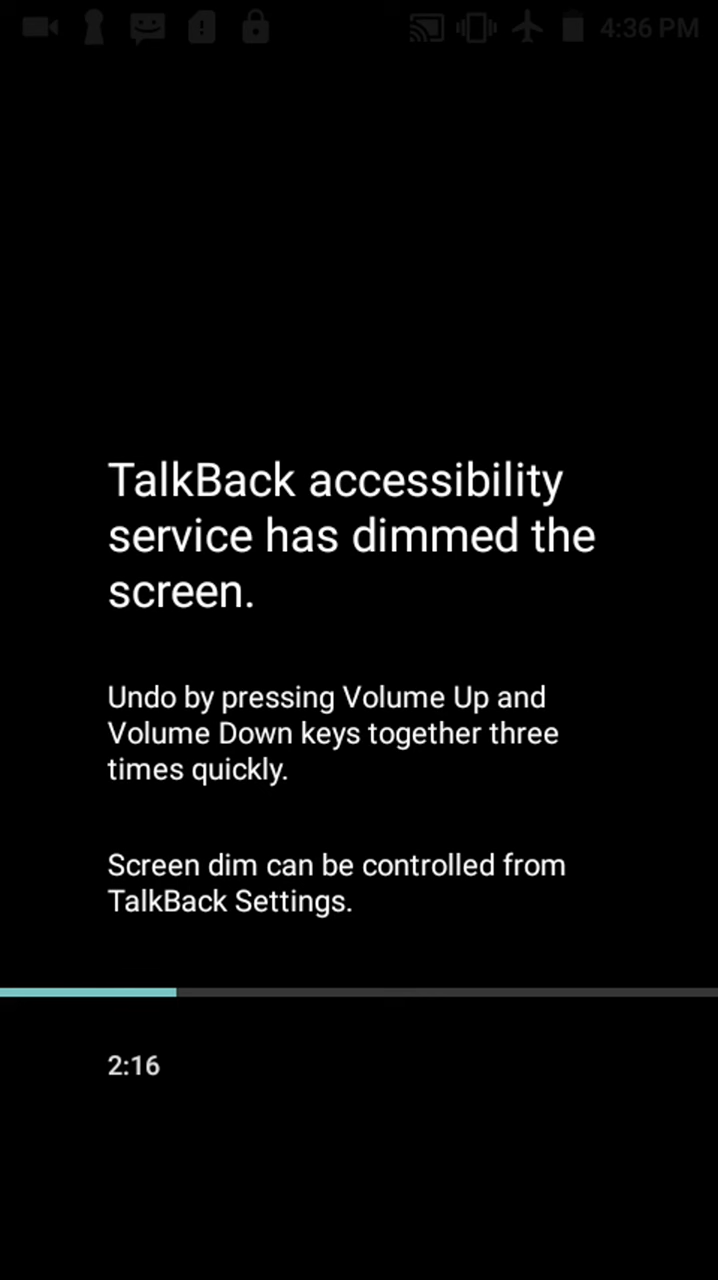 4:36 PM
TalkBack accessibility
service has dimmed the
screen.
Undo by pressing Volume Up and
Volume Down keys together three
times quickly.
Screen dim can be controlled from
TalkBack Settings.
2:16